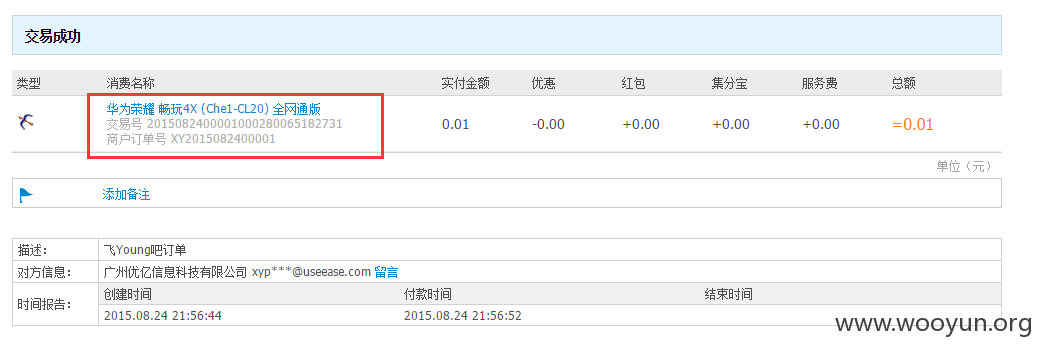 交易成功
类型 消费名称 实付金额 优惠 红包 集分宝 服务费 总额
华为荣耀 畅玩4X (Che1-CL20) 全网通版
交易号 2015082400001000280065182731
商户订单号 XY2015082400001
0.01 -0.00 +0.00 +0.00 +0.00 =0.01
单位（元）
添加备注
描述： 飞Young吧订单
对方信息： 广州优亿信息科技有限公司 xyp***@useease.com 留言
时间报告： 创建时间 付款时间 结束时间
2015.08.24 21:56:44 2015.08.24 21:56:52
www.wooyun.org